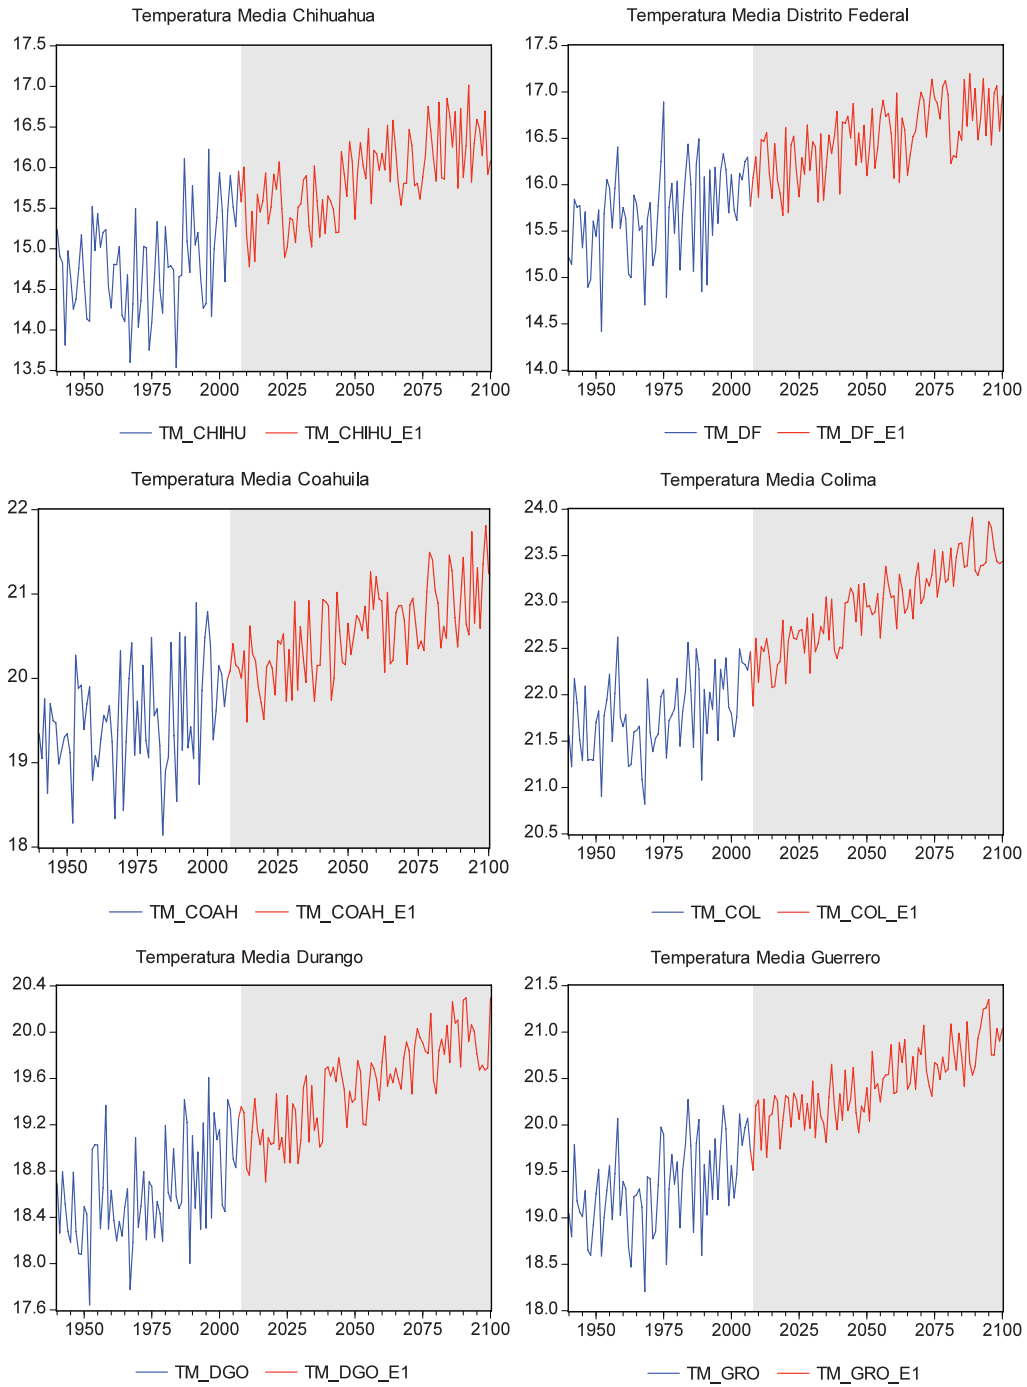 Temperatura Media Chihuahua
17.5
17.0
16.5
16.0
15.5
15.0
14.5
14.0
13.5
1950 1975 2000 2025 2050 2075 2100
TM_CHIHU TM_CHIHU_E1
Temperatura Media Distrito Federal
17.5
17.0
16.5
16.0
15.5
15.0
14.5
14.0
1950 1975 2000 2025 2050 2075 2100
TM_DF TM_DF_E1
Temperatura Media Coahuila
22
21
20
19
18
1950 1975 2000 2025 2050 2075 2100
TM_COAH TM_COAH_E1
Temperatura Media Colima
24.0
23.5
23.0
22.5
22.0
21.5
21.0
20.5
1950 1975 2000 2025 2050 2075 2100
TM_COL TM_COL_E1
Temperatura Media Durango
20.4
20.0
19.6
19.2
18.8
18.4
18.0
17.6
1950 1975 2000 2025 2050 2075 2100
TM_DGO TM_DGO_E1
Temperatura Media Guerrero
21.5
21.0
20.5
20.0
19.5
19.0
18.5
18.0
1950 1975 2000 2025 2050 2075 2100
TM_GRO TM_GRO_E1